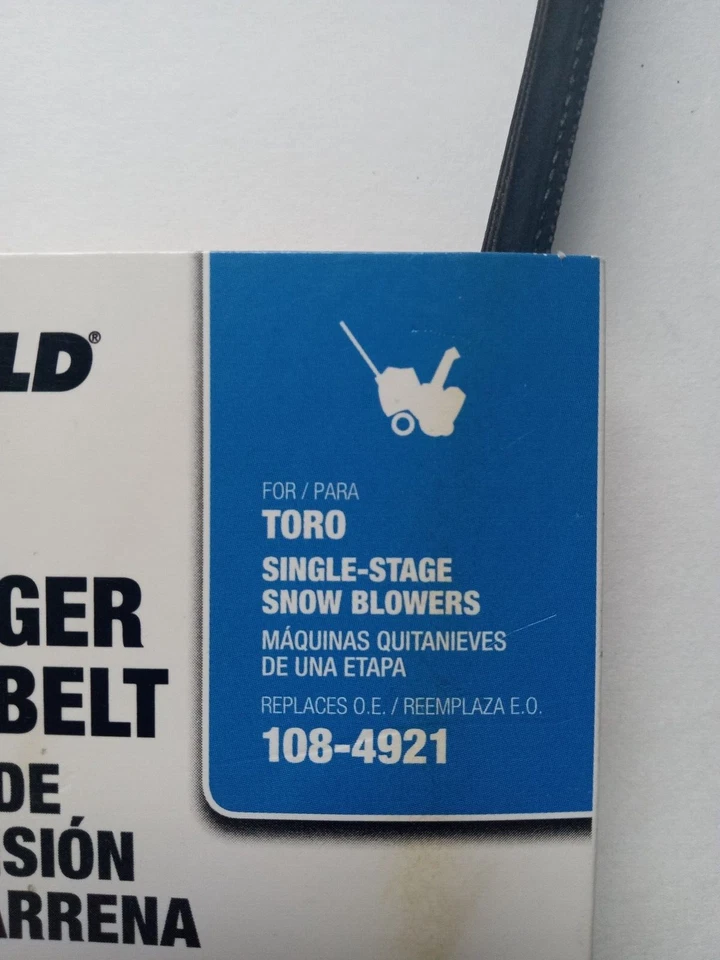 LD®
GER
BELT
DE
SIÓN
ARRENA
FOR / PARA
TORO
SINGLE-STAGE
SNOW BLOWERS
MÁQUINAS QUITANIEVES
DE UNA ETAPA
REPLACES O.E. / REEMPLAZA E.O.
108-4921